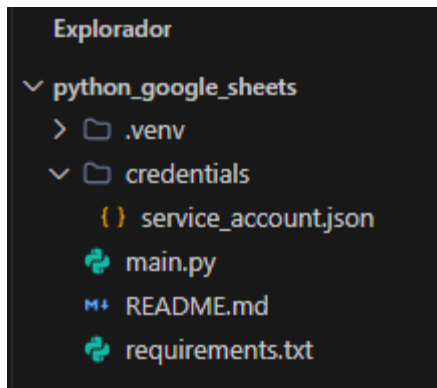 Explorador
python_google_sheets
.venv
credentials
{} service_account.json
main.py
M↓ README.md
requirements.txt